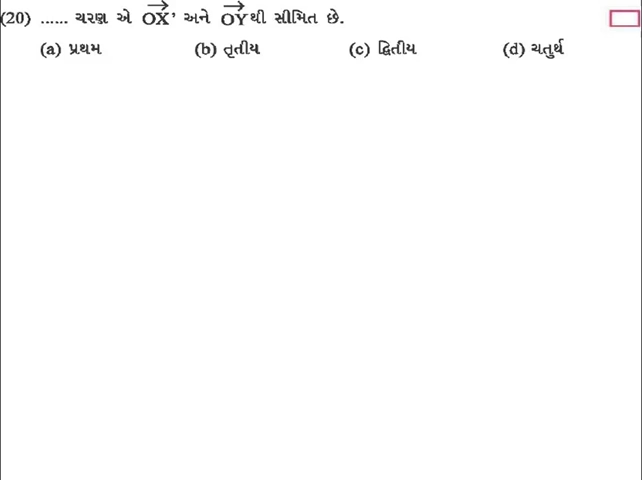 (20) ...... ચરણ એ OX' અને OYથી સીમિત છે.
(a) પ્રથમ (b) તૃતીય (c) દ્વિતીય (d) ચતુર્થ